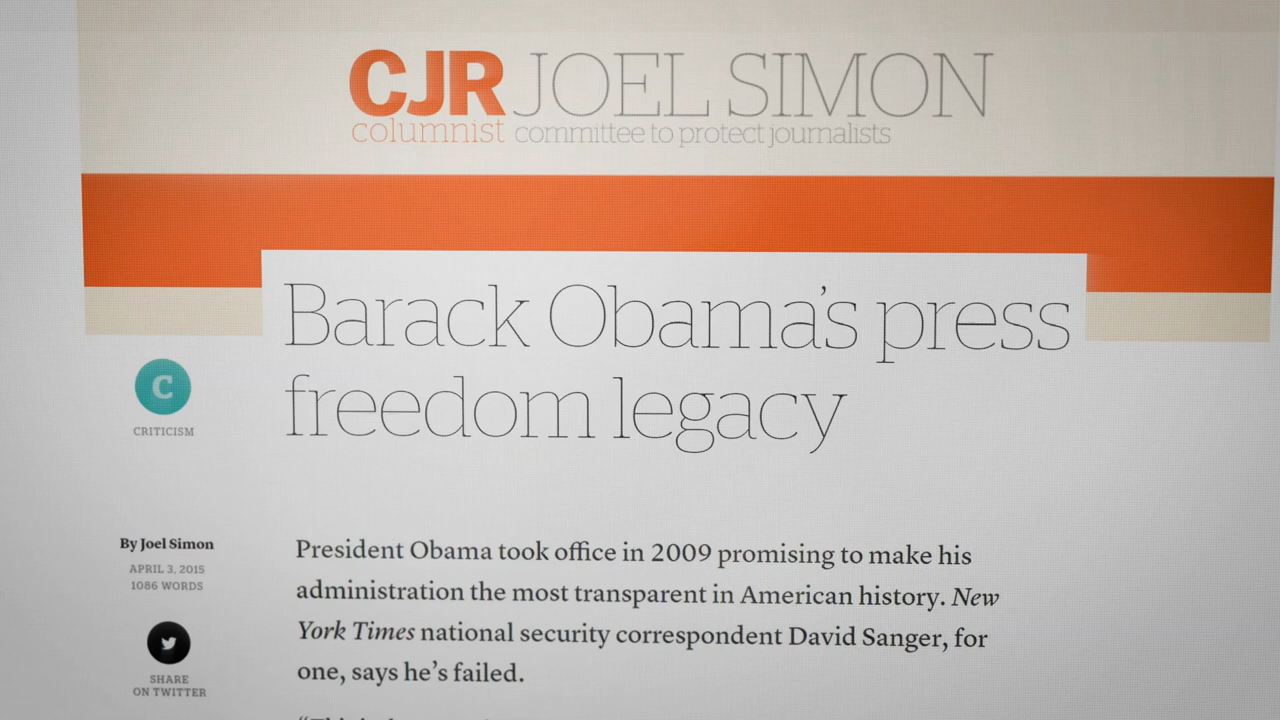 CJR JOEL SIMON
columnist committee to protect journalists
Barack Obama's press
freedom legacy
C
CRITICISM
By Joel Simon
APRIL 3, 2015
1086 WORDS
SHARE
ON TWITTER
President Obama took office in 2009 promising to make his
administration the most transparent in American history. New
York Times national security correspondent David Sanger, for
one, says he's failed.